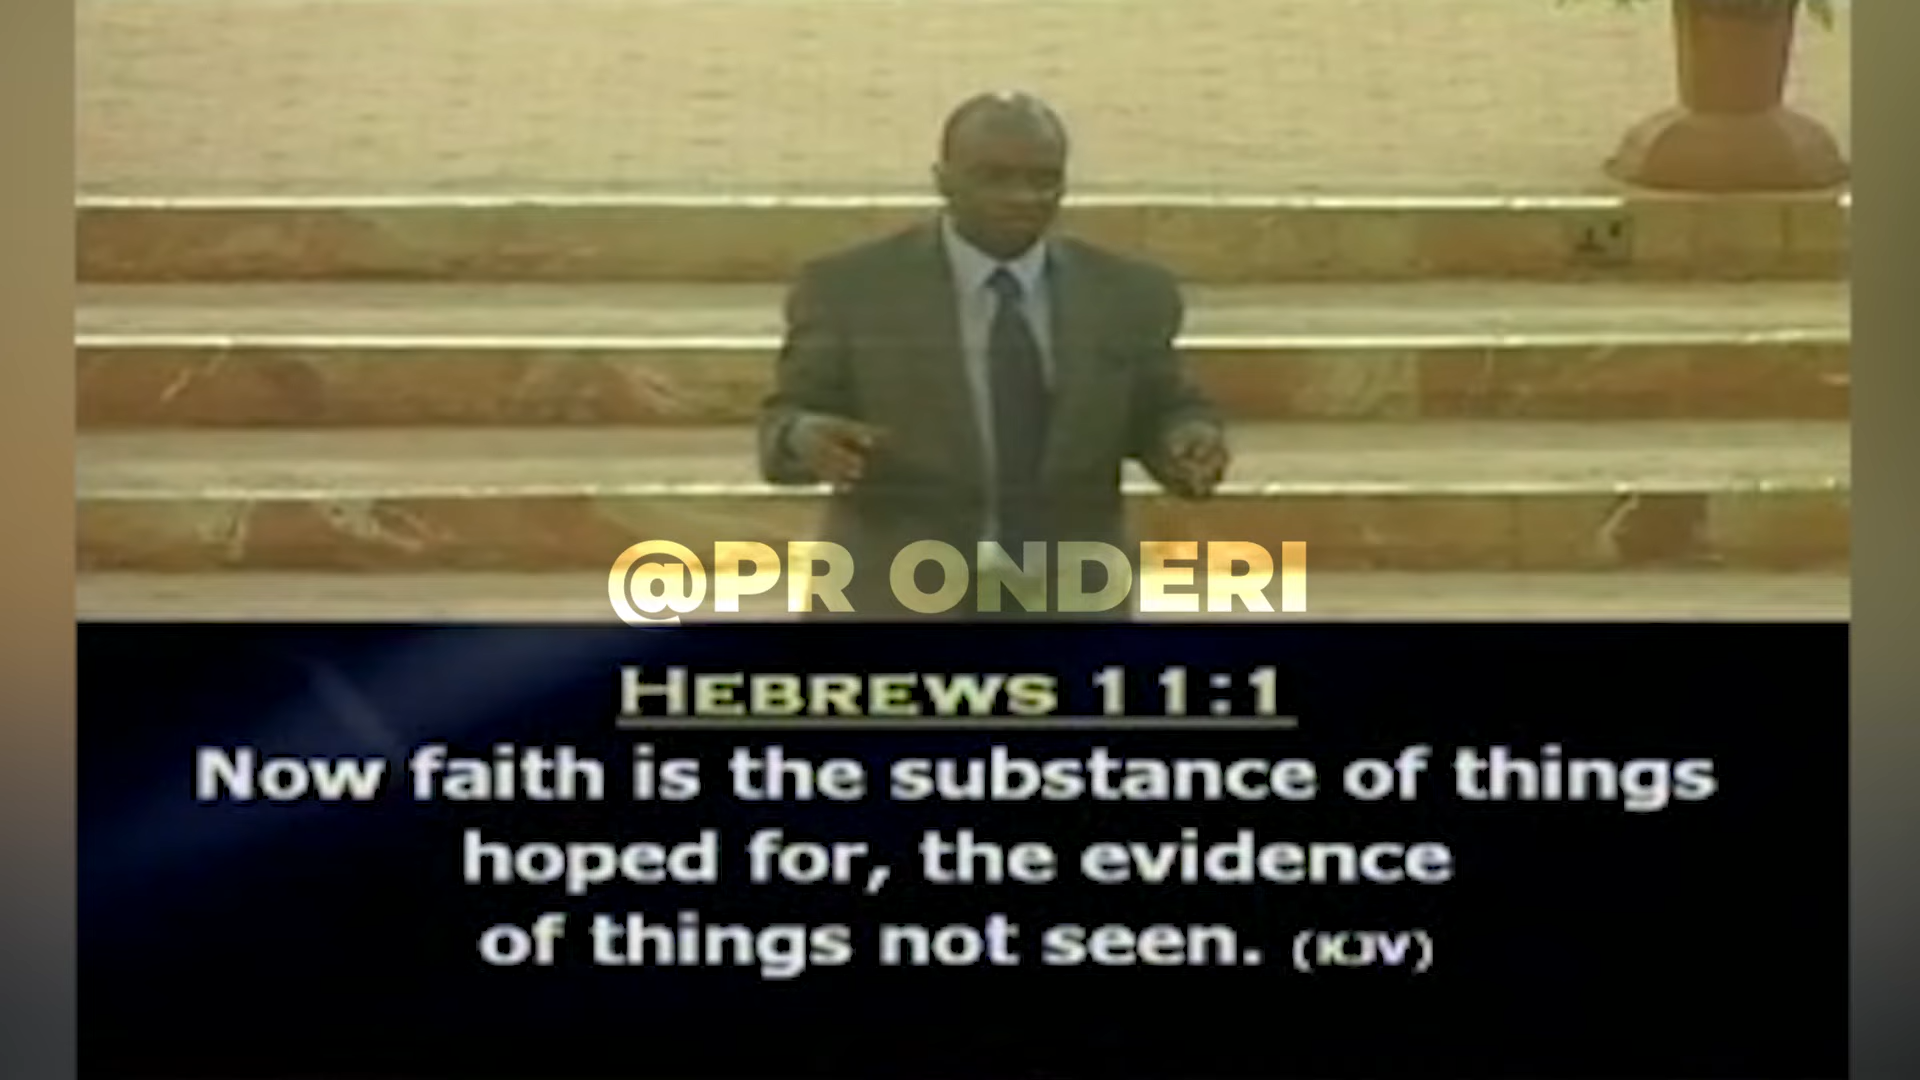 @PR ONDERI
HEBREWS 11:1
Now faith is the substance of things
hoped for, the evidence
of things not seen. (KJV)